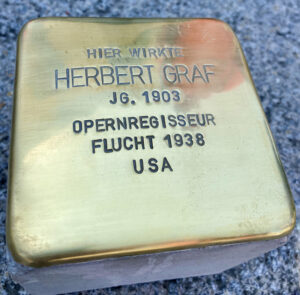 HIER WIRKTE
HERBERT GRAF
JG. 1903
OPERNREGISSEUR
FLUCHT 1938
USA